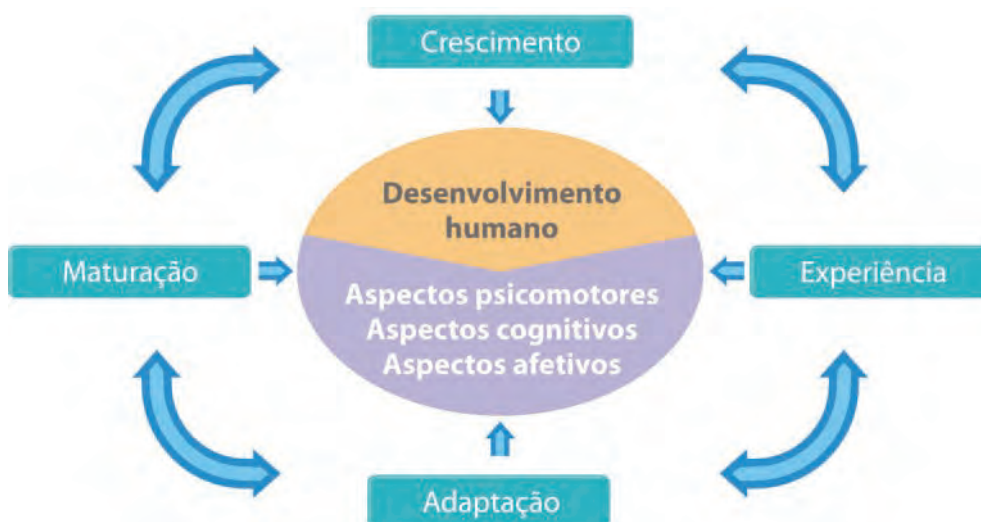 Crescimento
Desenvolvimento
humano
Maturação
Experiência
Aspectos psicomotores
Aspectos cognitivos
Aspectos afetivos
Adaptação